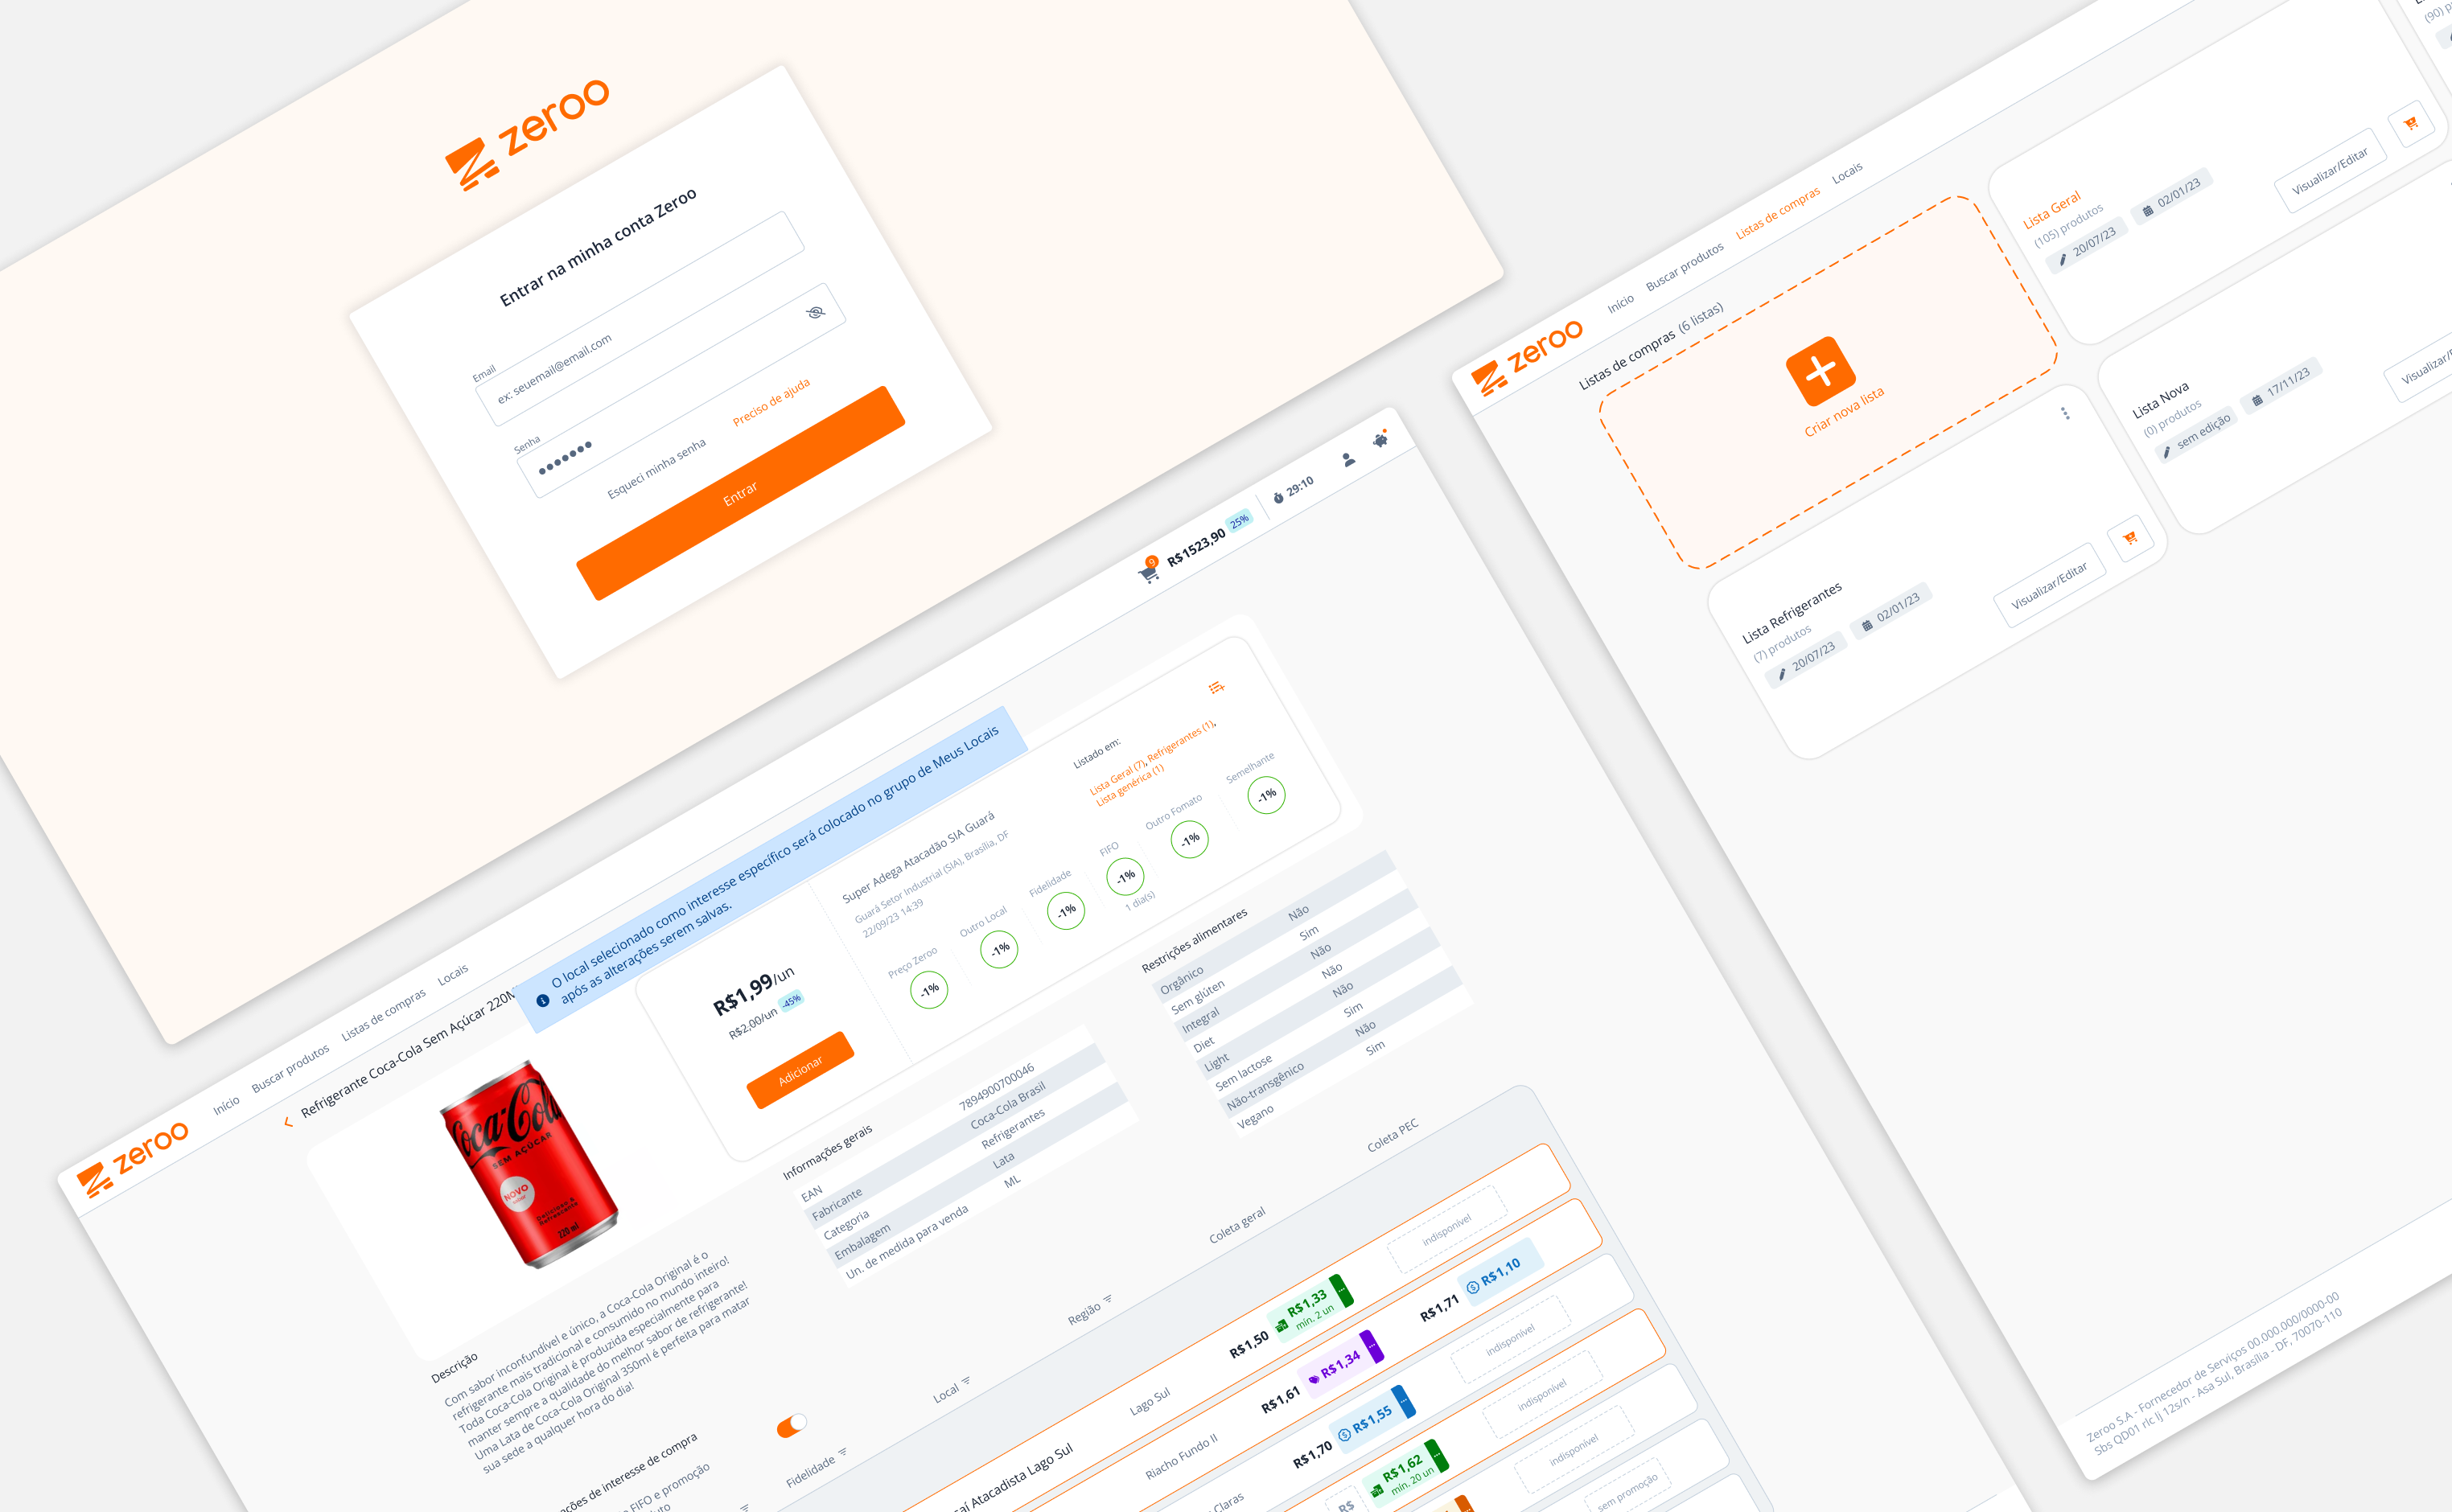 zeroo
Entrar na minha conta Zeroo
Email
ex: seuemail@email.com
Senha
Esqueci minha senha
Preciso de ajuda
Entrar
zeroo
Início
Buscar produtos
Listas de compras
Locais
9
R$1523,90
25%
29:10
Refrigerante Coca-Cola Sem Açúcar
O local selecionado como interesse específico será colocado no grupo de Meus Locais
após as alterações serem salvas.
Coca-Cola
SEM AÇÚCAR
NOVO
220 ml
R$1,99/un
R$2,00/un
-45%
Adicionar
Super Adega Atacadão SIA Guará
Guará Setor Industrial (SIA), Brasília, DF
22/09/23 14:39
Listado em:
Lista Geral (7), Refrigerantes (1),
Lista genérica (1)
Preço Zeroo
-1%
Outro Local
-1%
Fidelidade
-1%
FIFO
-1%
1 dia(s)
Outro Fomato
-1%
Semelhante
-1%
Descrição
Com sabor inconfundível e único, a Coca-Cola Original é o
refrigerante mais tradicional e consumido no mundo inteiro!
Toda Coca-Cola Original é produzida especialmente para
manter sempre a qualidade do melhor sabor de refrigerante!
Uma Lata de Coca-Cola Original 350ml é perfeita para matar
sua sede a qualquer hora do dia!
Informações gerais
EAN 7894900700046
Fabricante Coca-Cola Brasil
Categoria Refrigerantes
Embalagem Lata
Un. de medida para venda ML
Restrições alimentares
Orgânico Não
Sem glúten Sim
Integral Não
Diet Não
Light Não
Sem lactose Sim
Não-transgênico Não
Vegano Sim
de interesse de compra
FIFO e promoção
Fidelidade
Local
Região
Coleta geral
Coleta PEC
Atacadista Lago Sul
Lago Sul
R$1,50
R$1,33
mín. 2 un
indisponível
Riacho Fundo II
R$1,61
R$1,34
R$1,71
R$1,10
Claras
R$1,70
R$1,55
indisponível
R$
R$1,62
mín. 20 un
indisponível
indisponível
sem promoção
zeroo
Início
Buscar produtos
Listas de compras
Locais
Listas de compras (6 listas)
Criar nova lista
Lista Geral
(105) produtos
20/07/23
02/01/23
Visualizar/Editar
(90)
Lista Refrigerantes
(7) produtos
20/07/23
02/01/23
Visualizar/Editar
Lista Nova
(0) produtos
sem edição
17/11/23
Zeroo S.A - Fornecedor de Serviços 00.000.000/0000-00
Sbs QD01 rlc lj 12s/n - Asa Sul, Brasília - DF, 70070-110